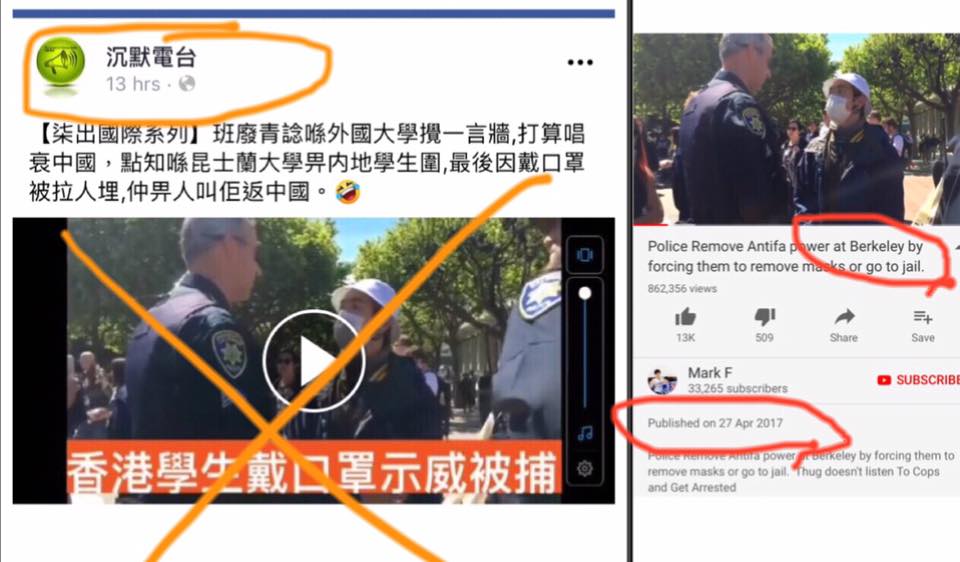 沉默電台
13 hrs ·
【柒出國際系列】班廢青諗喺外國大學攪一言牆,打算唱
衰中國，點知喺昆士蘭大學畀内地學生圍,最後因戴口罩
被拉人埋,仲畀人叫佢返中國。🤣
香港學生戴口罩示威被捕
Police Remove Antifa power at Berkeley by
forcing them to remove masks or go to jail.
862,356 views
13K
509
Share
Save
Mark F
33,265 subscribers
SUBSCRIBE
Published on 27 Apr 2017
Police Remove Antifa power at Berkeley by forcing them to
remove masks or go to jail. Thug doesn't listen To Cops
and Get Arrested